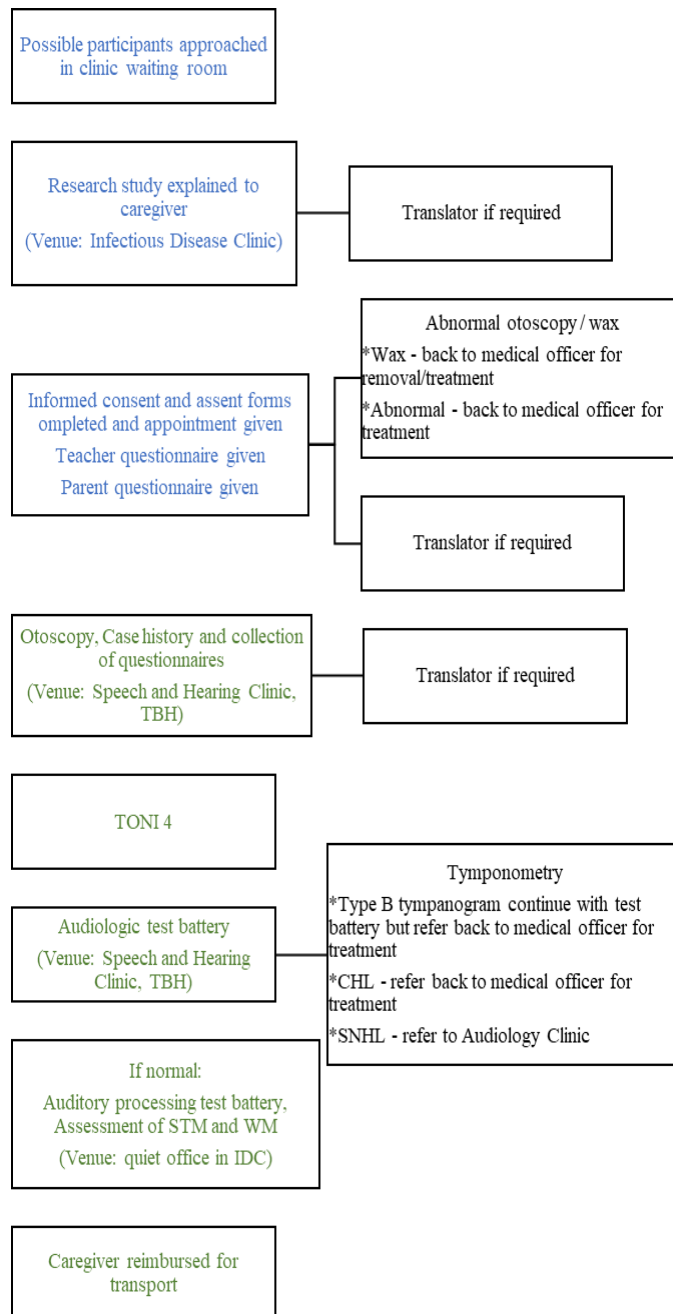 Possible participants approached
in clinic waiting room
Research study explained to
caregiver
(Venue: Infectious Disease Clinic)
Translator if required
Abnormal otoscopy / wax
*Wax - back to medical officer for
removal/treatment
*Abnormal - back to medical officer for
treatment
Informed consent and assent forms
ompleted and appointment given
Teacher questionnaire given
Parent questionnaire given
Translator if required
Otoscopy, Case history and collection
of questionnaires
(Venue: Speech and Hearing Clinic,
TBH)
Translator if required
TONI 4
Audiologic test battery
(Venue: Speech and Hearing
Clinic, TBH)
Tymponometry
*Type B tympanogram continue with test
battery but refer back to medical officer for
treatment
*CHL - refer back to medical officer for
treatment
*SNHL - refer to Audiology Clinic
If normal:
Auditory processing test battery,
Assessment of STM and WM
(Venue: quiet office in IDC)
Caregiver reimbursed for
transport